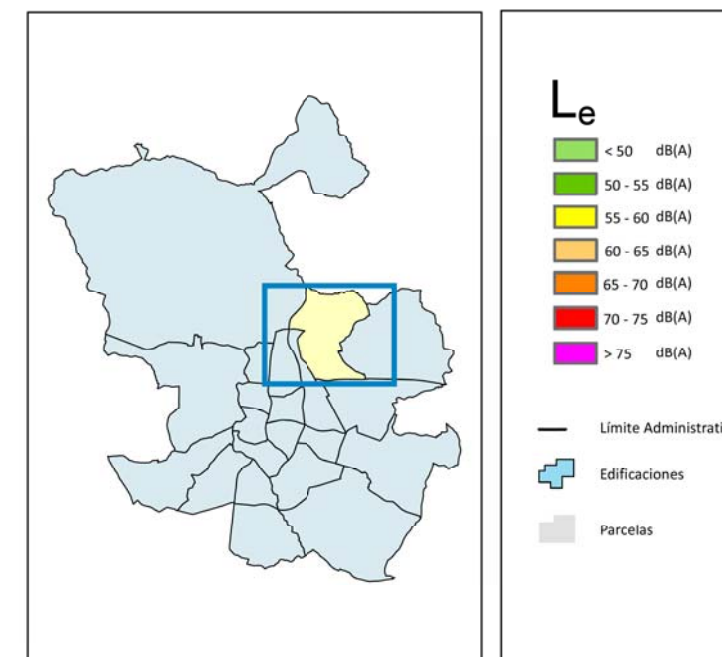 Le
< 50 dB(A)
50 - 55 dB(A)
55 - 60 dB(A)
60 - 65 dB(A)
65 - 70 dB(A)
70 - 75 dB(A)
> 75 dB(A)
Límite Administrati
Edificaciones
Parcelas